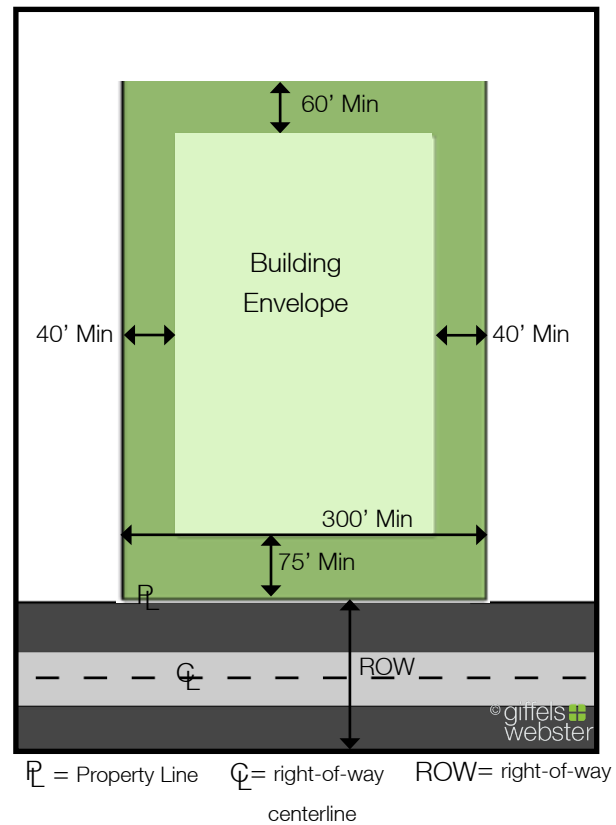 60’ Min
Building
Envelope
40’ Min
40’ Min
300’ Min
75’ Min
PL
CL
ROW
© giffels
webster
PL = Property Line CL= right-of-way ROW= right-of-way
centerline